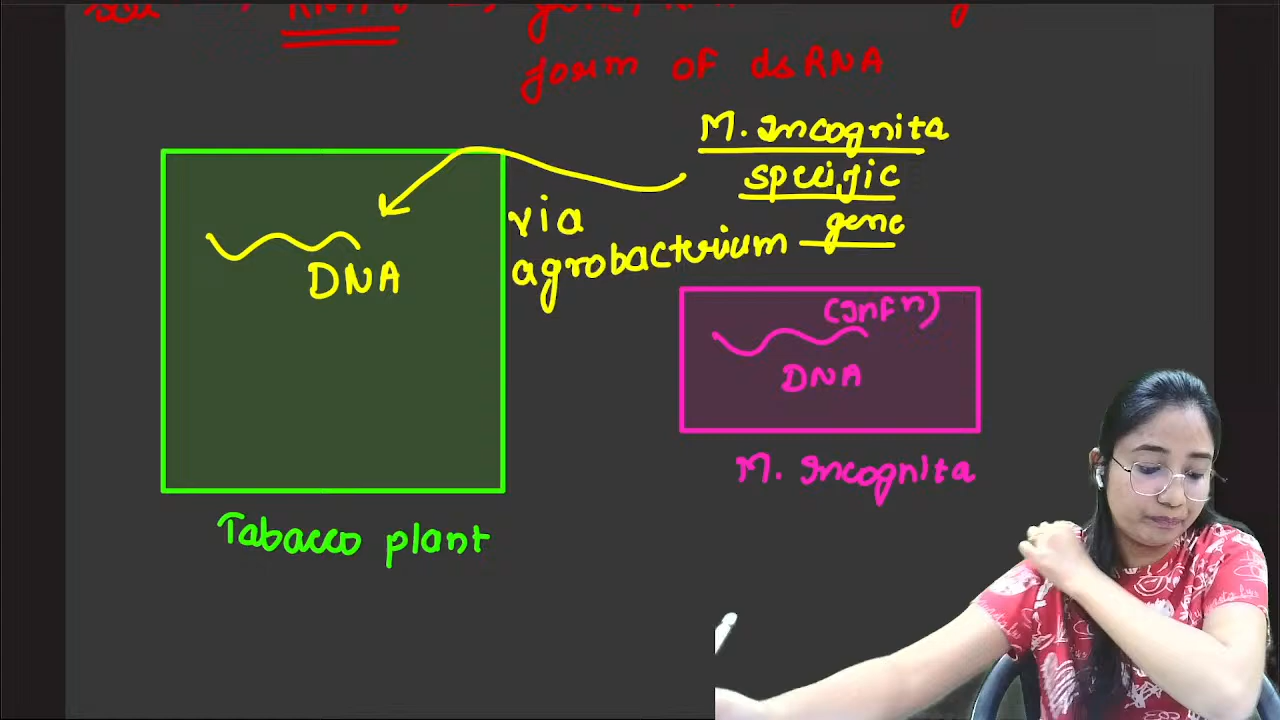 form of dsRNA
M. Incognita
specific
gene
via
agrobacterium
DNA
Tabacco plant
(InFn)
DNA
M. Incognita